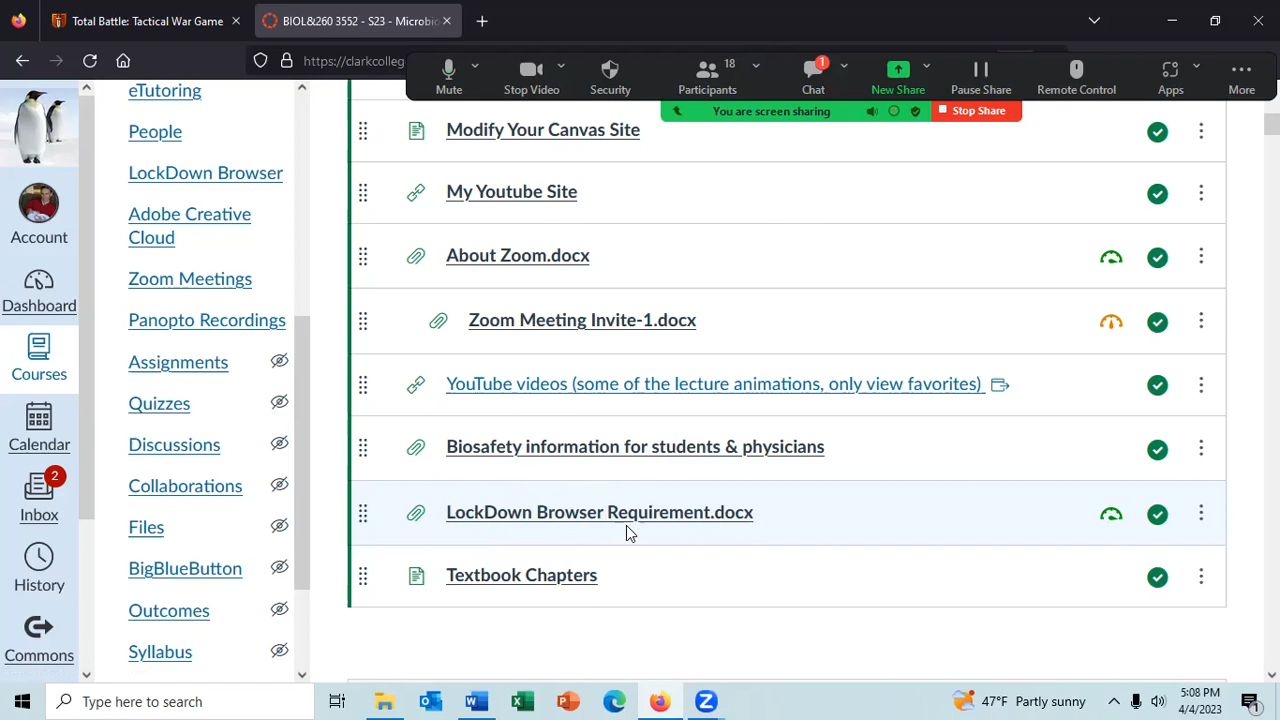 Total Battle: Tactical War Game
BIOL&260 3552 - S23 - Microbio
https://clarkcolleg
Mute
Stop Video
Security
18
Participants
1
Chat
New Share
Pause Share
Remote Control
Apps
More
You are screen sharing
Stop Share
Account
Dashboard
Courses
Calendar
2
Inbox
History
Commons
eTutoring
People
LockDown Browser
Adobe Creative
Cloud
Zoom Meetings
Panopto Recordings
Assignments
Quizzes
Discussions
Collaborations
Files
BigBlueButton
Outcomes
Syllabus
Modify Your Canvas Site
My Youtube Site
About Zoom.docx
Zoom Meeting Invite-1.docx
YouTube videos (some of the lecture animations, only view favorites)
Biosafety information for students & physicians
LockDown Browser Requirement.docx
Textbook Chapters
Type here to search
47°F Partly sunny
5:08 PM
4/4/2023
1